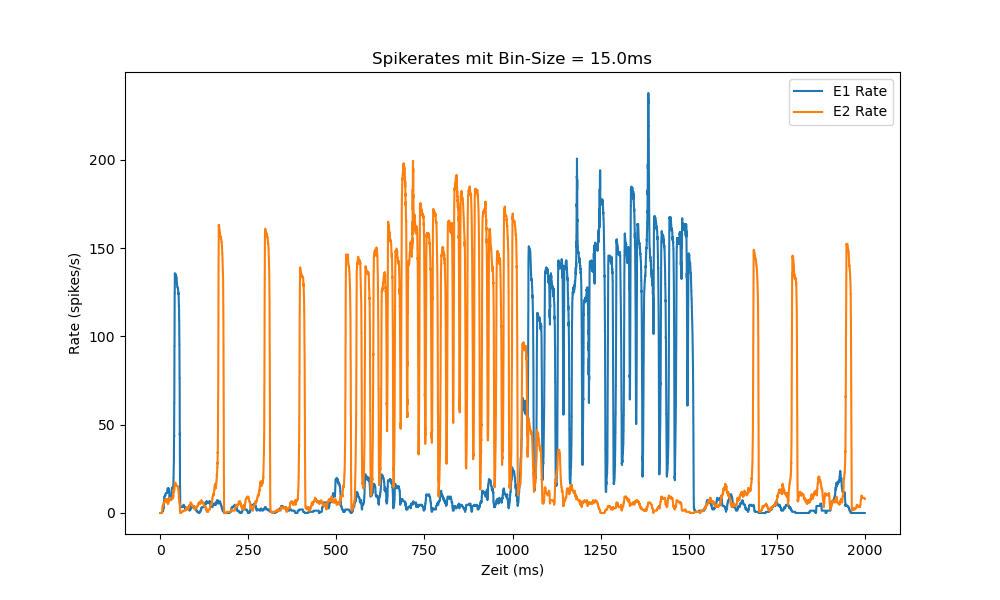 Spikerates mit Bin-Size = 15.0ms
E1 Rate
E2 Rate
Rate (spikes/s)
200
150
100
50
0
0 250 500 750 1000 1250 1500 1750 2000
Zeit (ms)